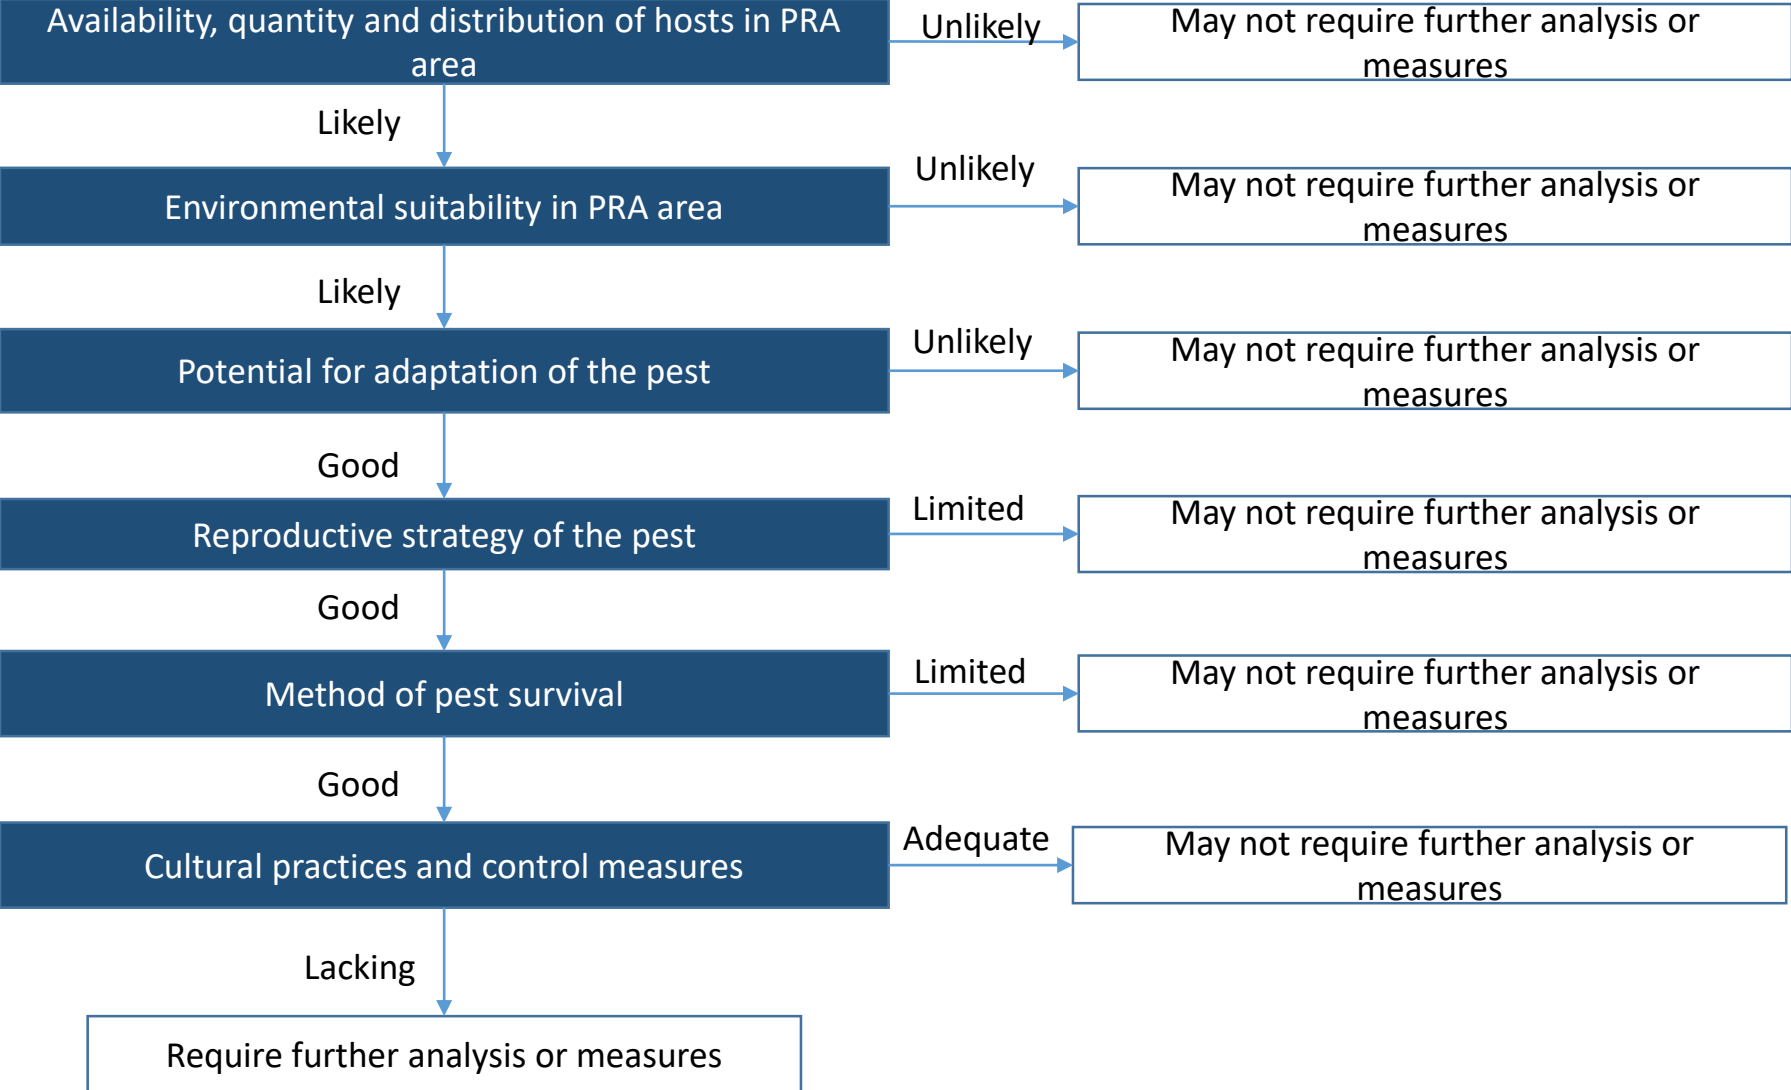 Availability, quantity and distribution of hosts in PRA
area
Unlikely
May not require further analysis or
measures
Likely
Environmental suitability in PRA area
Unlikely
May not require further analysis or
measures
Likely
Potential for adaptation of the pest
Unlikely
May not require further analysis or
measures
Good
Reproductive strategy of the pest
Limited
May not require further analysis or
measures
Good
Method of pest survival
Limited
May not require further analysis or
measures
Good
Cultural practices and control measures
Adequate
May not require further analysis or
measures
Lacking
Require further analysis or measures